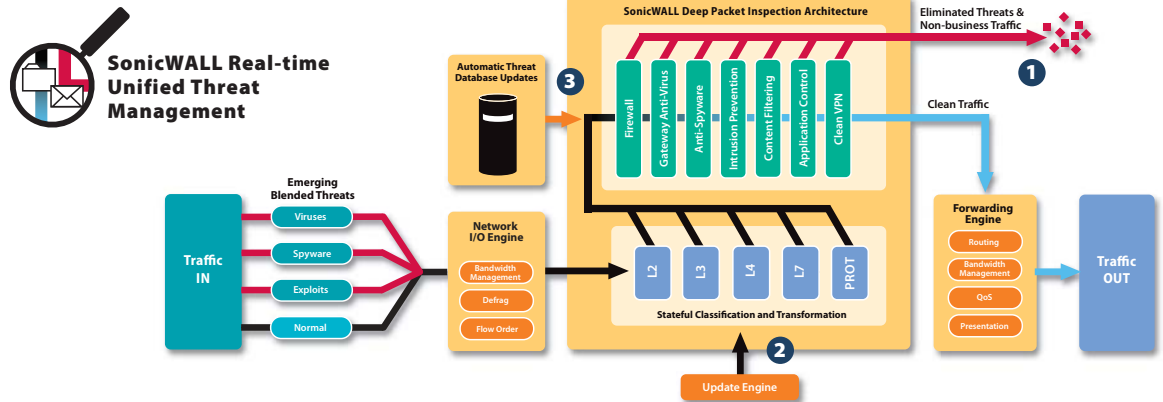 SonicWALL Real-time
Unified Threat
Management
SonicWALL Deep Packet Inspection Architecture
Eliminated Threats &
Non-business Traffic
1
Automatic Threat
Database Updates
3
Firewall
Gateway Anti-Virus
Anti-Spyware
Intrusion Prevention
Content Filtering
Application Control
Clean VPN
Clean Traffic
Emerging
Blended Threats
Traffic
IN
Viruses
Spyware
Exploits
Normal
Network
I/O Engine
Bandwidth
Management
Defrag
Flow Order
L2
L3
L4
L7
PROT
Stateful Classification and Transformation
2
Update Engine
Forwarding
Engine
Routing
Bandwidth
Management
QoS
Presentation
Traffic
OUT